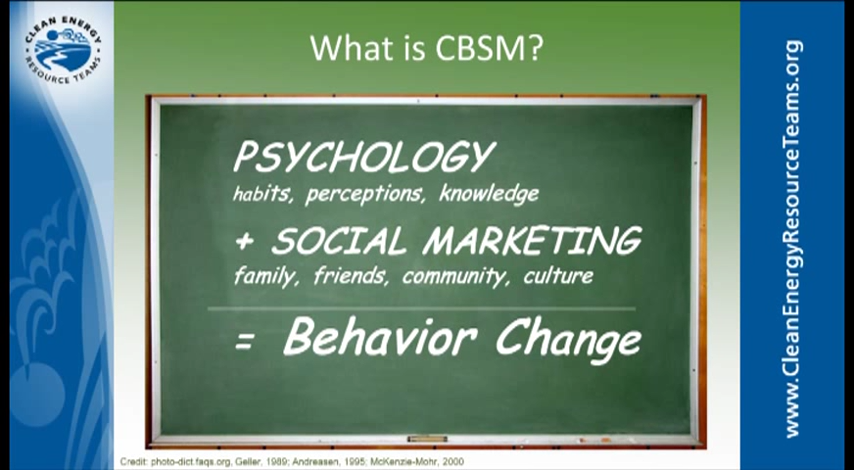 CLEAN ENERGY
RESOURCE TEAMS
What is CBSM?
PSYCHOLOGY
habits, perceptions, knowledge
+ SOCIAL MARKETING
family, friends, community, culture
= Behavior Change
Credit: photo-dict.faqs.org, Geller, 1989; Andreasen, 1995; McKenzie-Mohr, 2000
www.CleanEnergyResourceTeams.org